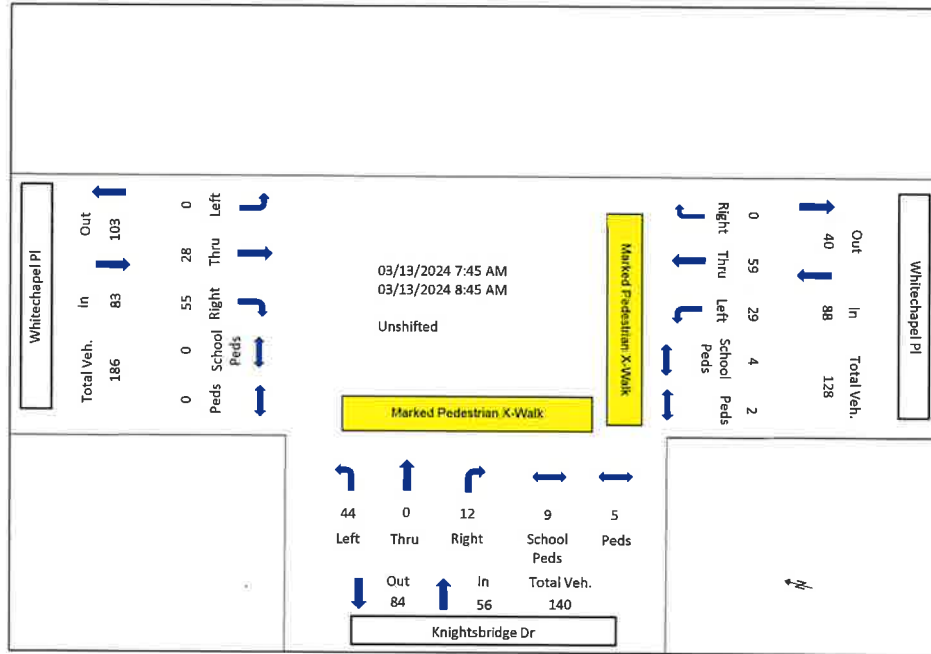 Whitechapel Pl
Out In Total Veh.
103 83 186
0 28 55 0 0
Left Thru Right School Peds
Peds
03/13/2024 7:45 AM
03/13/2024 8:45 AM
Unshifted
Marked Pedestrian X-Walk
Marked Pedestrian X-Walk
Whitechapel Pl
Out In Total Veh.
40 88 128
0 59 29 4 2
Right Thru Left School Peds
Peds
44 0 12 9 5
Left Thru Right School Peds
Peds
Out In Total Veh.
84 56 140
Knightsbridge Dr
N